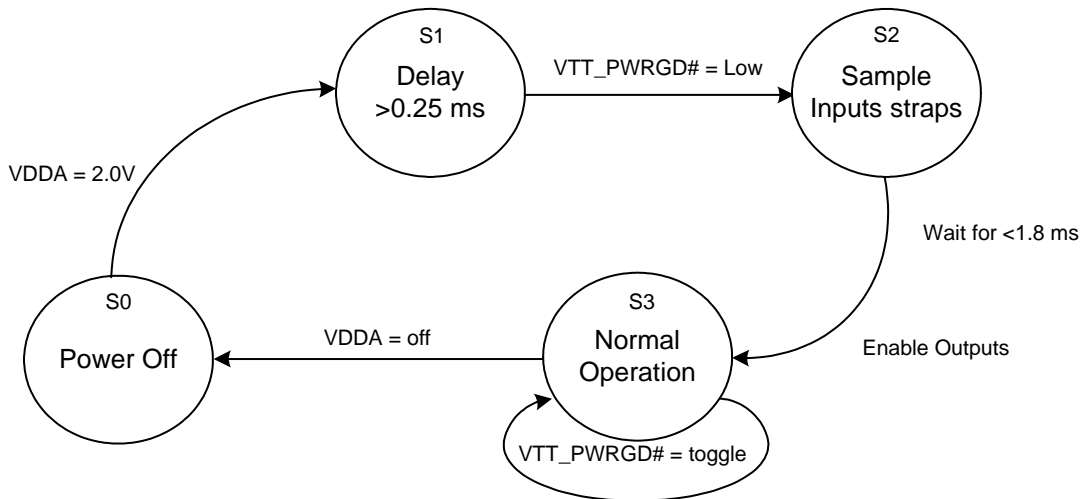 S1
Delay
>0.25 ms
VTT_PWRGD# = Low
S2
Sample
Inputs straps
VDDA = 2.0V
Wait for <1.8 ms
S0
Power Off
VDDA = off
S3
Normal
Operation
Enable Outputs
VTT_PWRGD# = toggle